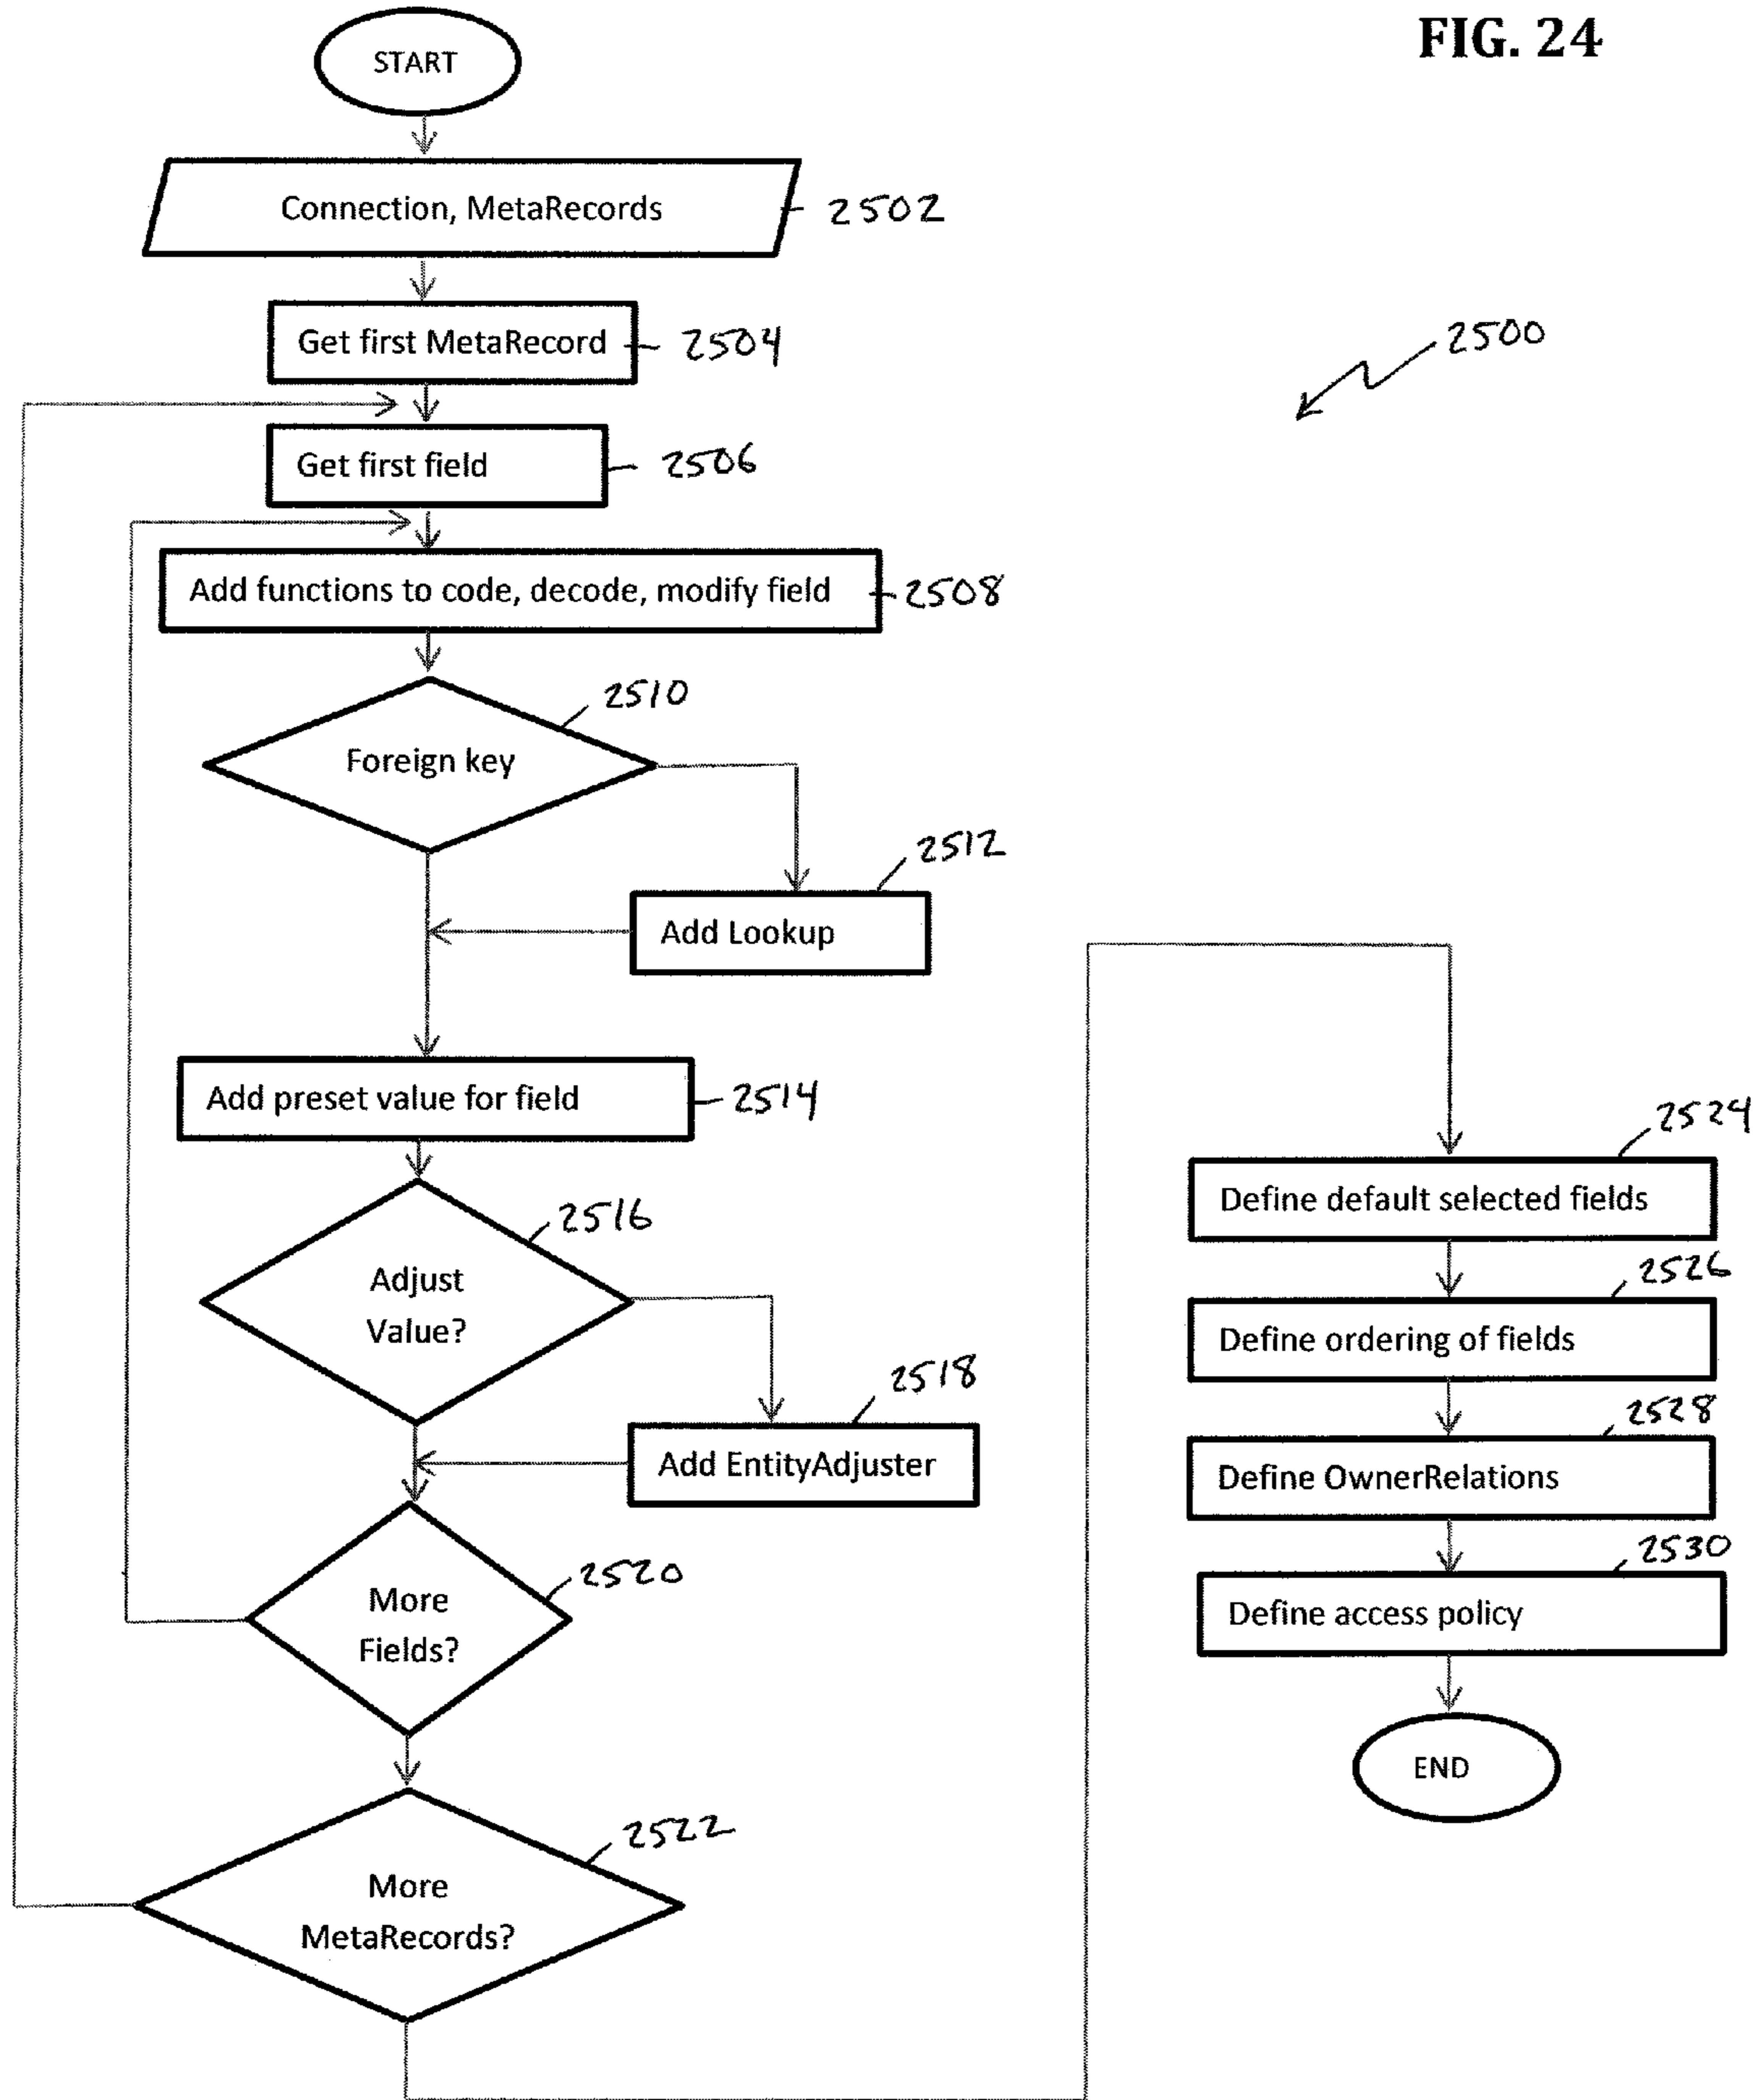 FIG. 24
START
Connection, MetaRecords
2502
Get first MetaRecord
2504
2500
Get first field
2506
Add functions to code, decode, modify field
2508
2510
Foreign key
2512
Add Lookup
Add preset value for field
2514
2516
Adjust
Value?
2518
Add EntityAdjuster
2520
More
Fields?
2522
More
MetaRecords?
2524
Define default selected fields
2526
Define ordering of fields
2528
Define OwnerRelations
2530
Define access policy
END